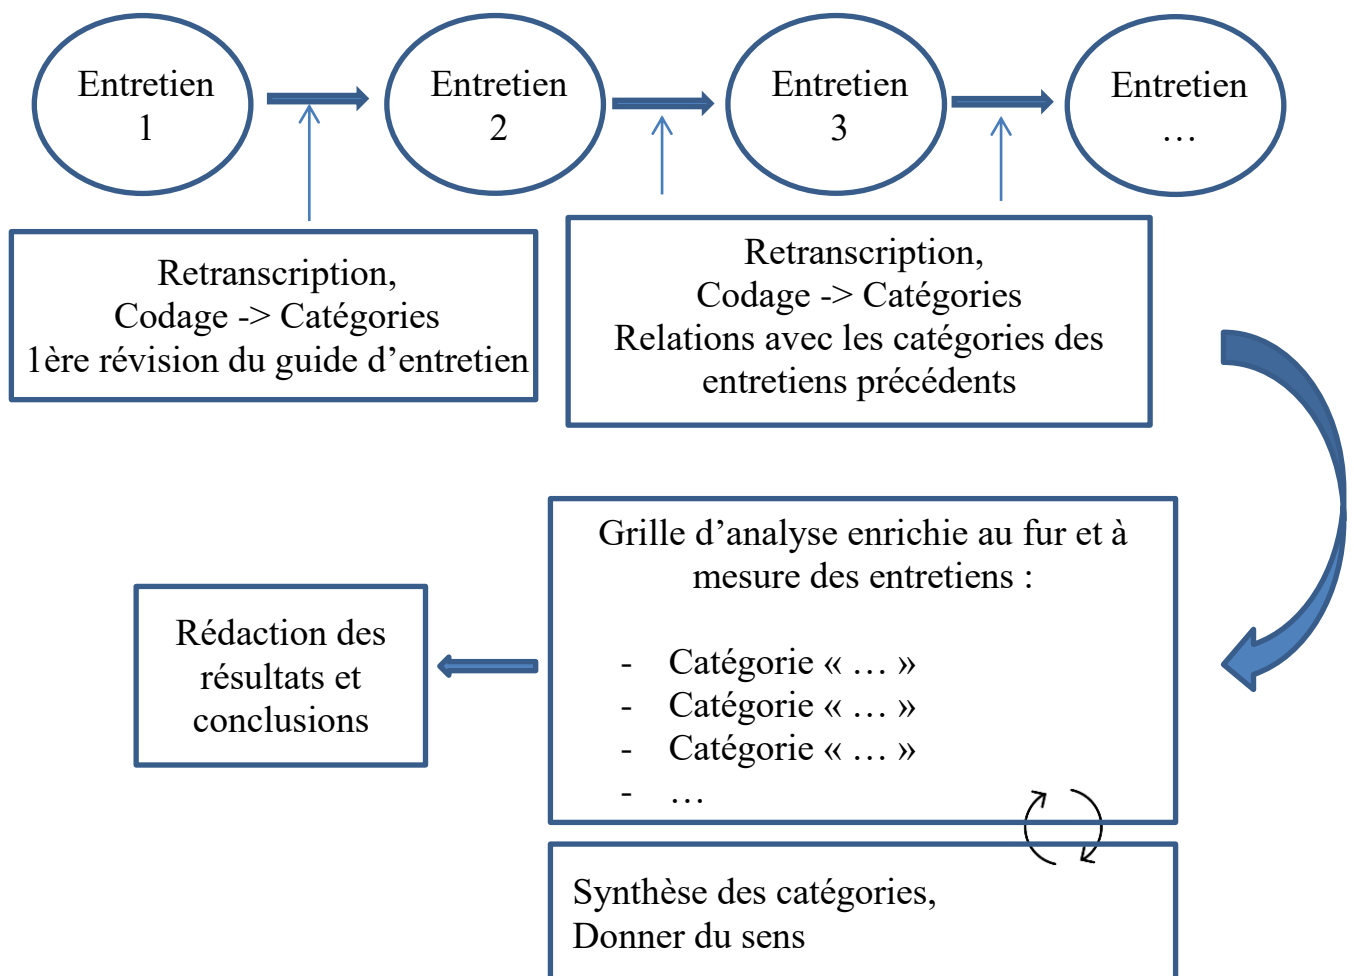 Entretien
1
Entretien
2
Entretien
3
Entretien
…
Retranscription,
Codage -> Catégories
1ère révision du guide d’entretien
Retranscription,
Codage -> Catégories
Relations avec les catégories des
entretiens précédents
Grille d’analyse enrichie au fur et à
mesure des entretiens :
- Catégorie « … »
- Catégorie « … »
- Catégorie « … »
- …
Rédaction des
résultats et
conclusions
Synthèse des catégories,
Donner du sens